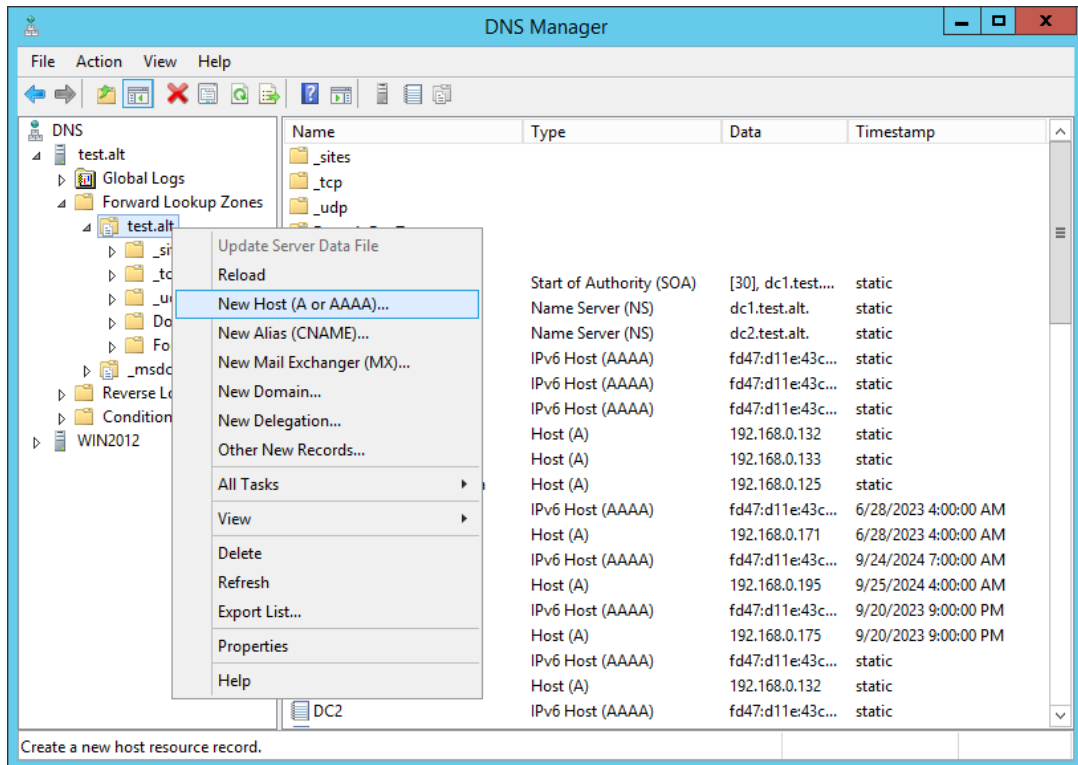 DNS Manager
File Action View Help
DNS
test.alt
Global Logs
Forward Lookup Zones
test.alt
_si
_tc
_u
Do
Fo
_msdc
Reverse Lo
Condition
WIN2012
Update Server Data File
Reload
New Host (A or AAAA)...
New Alias (CNAME)...
New Mail Exchanger (MX)...
New Domain...
New Delegation...
Other New Records...
All Tasks
View
Delete
Refresh
Export List...
Properties
Help
Name Type Data Timestamp
_sites
_tcp
_udp
Start of Authority (SOA) [30], dc1.test.... static
Name Server (NS) dc1.test.alt. static
Name Server (NS) dc2.test.alt. static
IPv6 Host (AAAA) fd47:d11e:43c... static
IPv6 Host (AAAA) fd47:d11e:43c... static
IPv6 Host (AAAA) fd47:d11e:43c... static
Host (A) 192.168.0.132 static
Host (A) 192.168.0.133 static
Host (A) 192.168.0.125 static
IPv6 Host (AAAA) fd47:d11e:43c... 6/28/2023 4:00:00 AM
Host (A) 192.168.0.171 6/28/2023 4:00:00 AM
IPv6 Host (AAAA) fd47:d11e:43c... 9/24/2024 7:00:00 AM
Host (A) 192.168.0.195 9/25/2024 4:00:00 AM
IPv6 Host (AAAA) fd47:d11e:43c... 9/20/2023 9:00:00 PM
Host (A) 192.168.0.175 9/20/2023 9:00:00 PM
IPv6 Host (AAAA) fd47:d11e:43c... static
Host (A) 192.168.0.132 static
DC2 IPv6 Host (AAAA) fd47:d11e:43c... static
Create a new host resource record.